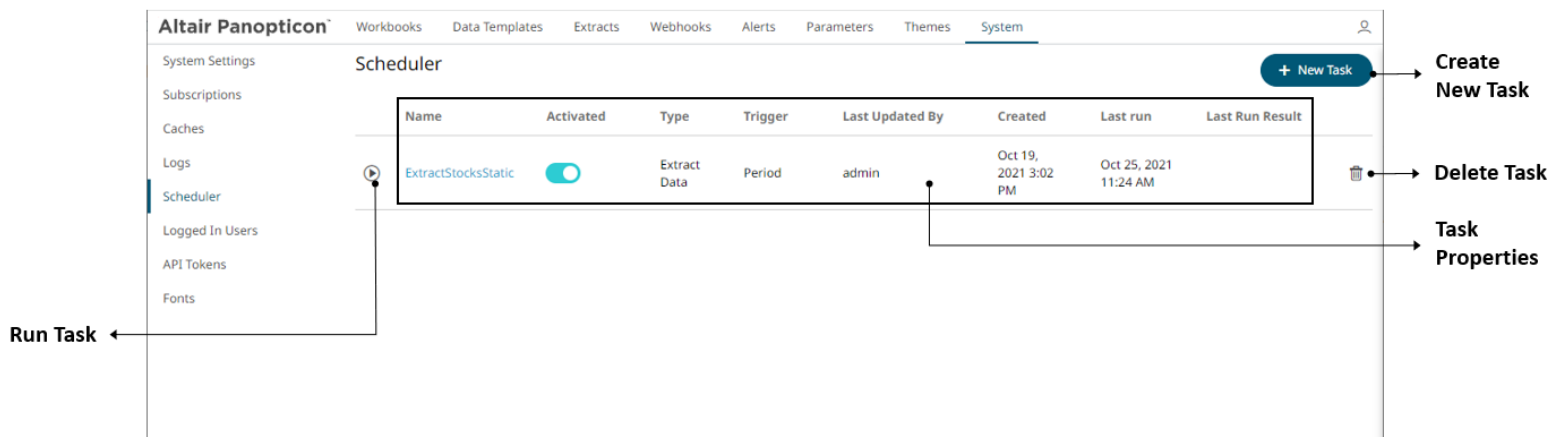 Altair Panopticon
Workbooks Data Templates Extracts Webhooks Alerts Parameters Themes System
System Settings
Subscriptions
Caches
Logs
Scheduler
Logged In Users
API Tokens
Fonts
Scheduler
+ New Task
Name Activated Type Trigger Last Updated By Created Last run Last Run Result
ExtractStocksStatic
Extract
Data
Period
admin
Oct 19,
2021 3:02
PM
Oct 25, 2021
11:24 AM
Create
New Task
Delete Task
Task
Properties
Run Task